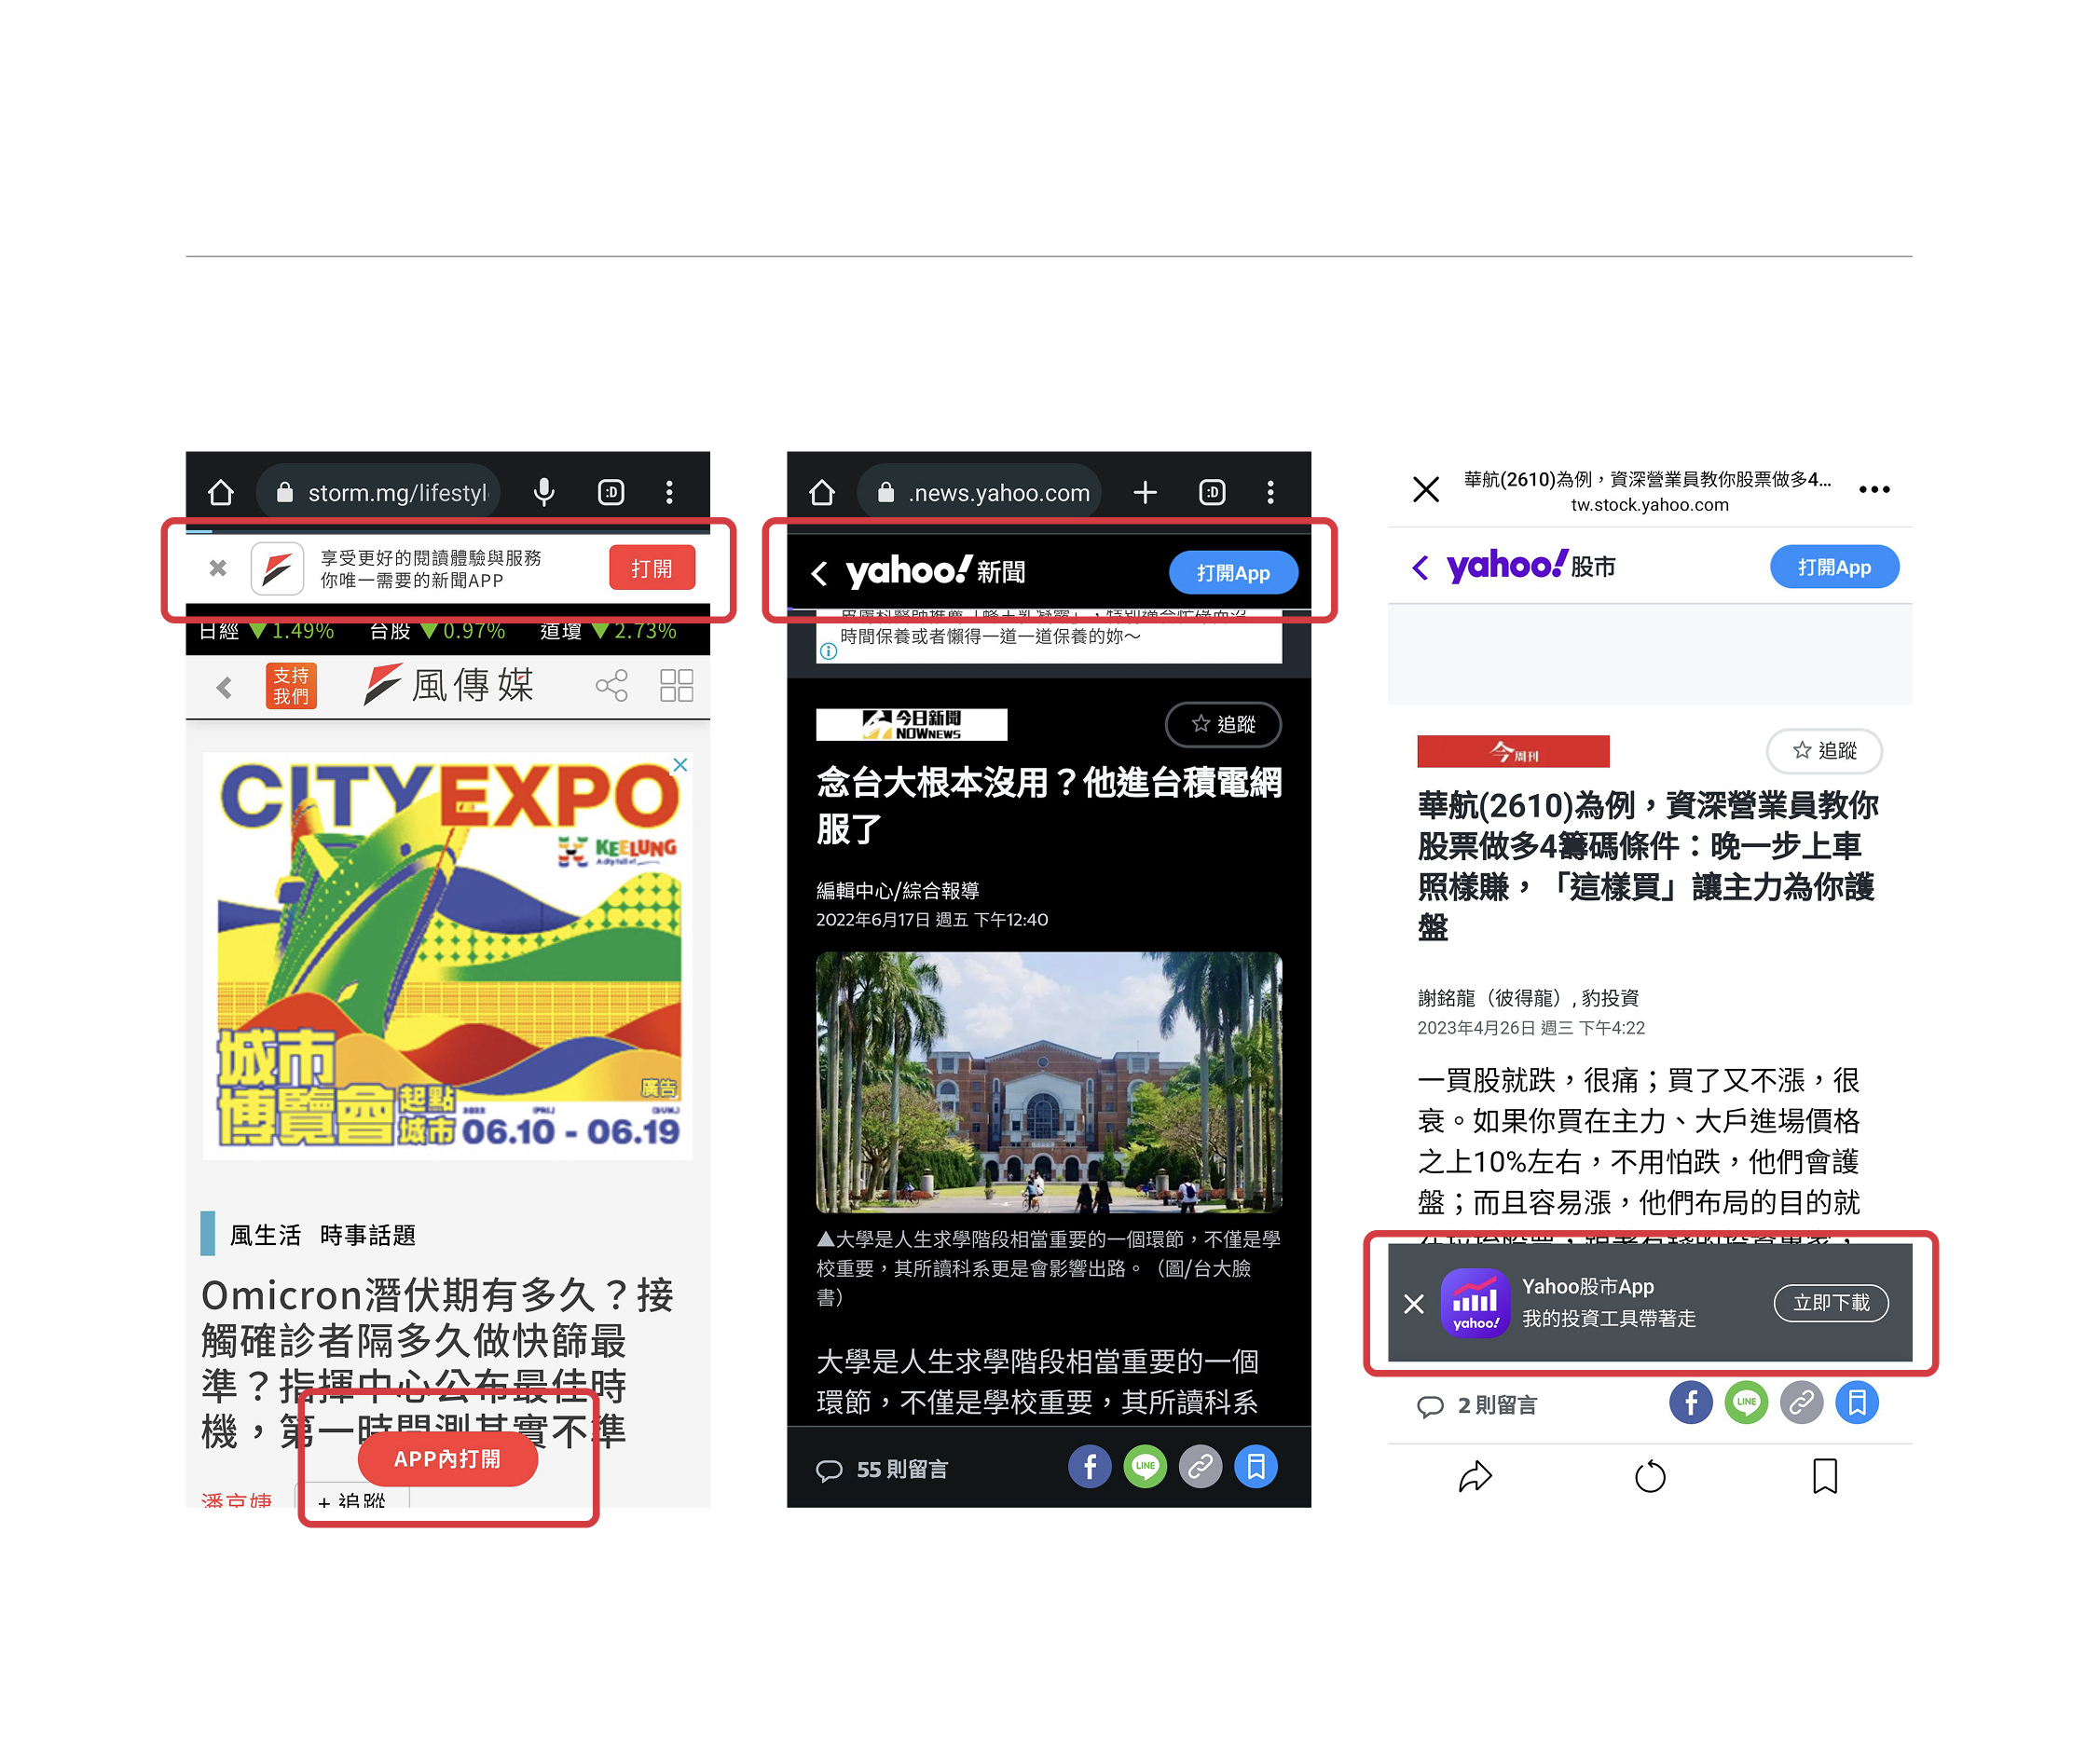 storm.mg/lifestyl
:D
享受更好的閱讀體驗與服務
你唯一需要的新聞APP
打開
日經 ▼1.49% 台股 ▼0.97% 道瓊 ▼2.73%
支持
我們
風傳媒
CITYEXPO
KEELUNG
城市
博覽會
起點
城市
2022 (FRI.) (SUN.)
06.10 - 06.19
廣告
風生活 時事話題
Omicron潛伏期有多久？接
觸確診者隔多久做快篩最
準？指揮中心公布最佳時
機，第一時間測其實不準
APP內打開
潘京婕
+ 追蹤
.news.yahoo.com
:D
yahoo!新聞
打開App
時間保養或者懶得一道一道保養的妳～
今日新聞
NOWNEWS
追蹤
念台大根本沒用？他進台積電網
服了
編輯中心/綜合報導
2022年6月17日 週五 下午12:40
▲大學是人生求學階段相當重要的一個環節，不僅是學
校重要，其所讀科系更是會影響出路。（圖/台大臉
書）
大學是人生求學階段相當重要的一個
環節，不僅是學校重要，其所讀科系
55 則留言
LINE
華航(2610)為例，資深營業員教你股票做多4...
tw.stock.yahoo.com
yahoo!股市
打開App
今周刊
追蹤
華航(2610)為例，資深營業員教你
股票做多4籌碼條件：晚一步上車
照樣賺，「這樣買」讓主力為你護
盤
謝銘龍（彼得龍）, 豹投資
2023年4月26日 週三 下午4:22
一買股就跌，很痛；買了又不漲，很
衰。如果你買在主力、大戶進場價格
之上10%左右，不用怕跌，他們會護
盤；而且容易漲，他們布局的目的就
yahoo!
Yahoo股市App
我的投資工具帶著走
立即下載
2 則留言
LINE